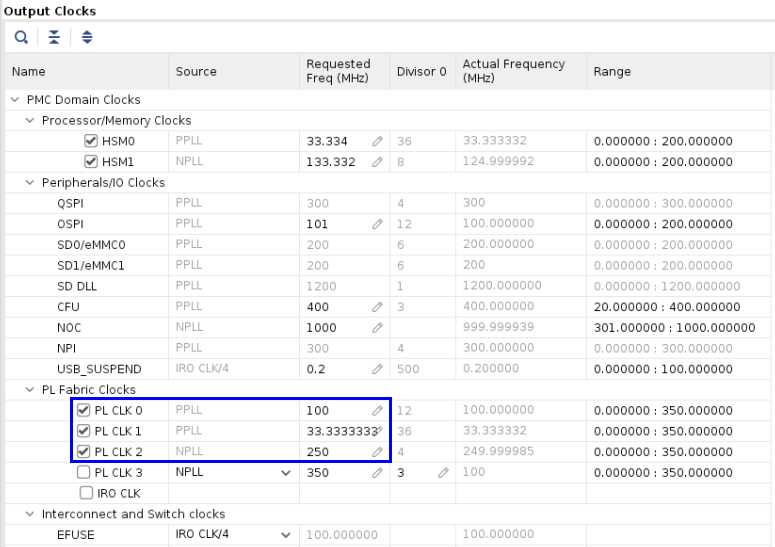 Output Clocks
Name Source Requested Freq (MHz) Divisor 0 Actual Frequency (MHz) Range
PMC Domain Clocks
Processor/Memory Clocks
HSM0 PPLL 33.334 36 33.333332 0.000000 : 200.000000
HSM1 NPLL 133.332 8 124.999992 0.000000 : 200.000000
Peripherals/IO Clocks
QSPI PPLL 300 4 300 0.000000 : 300.000000
OSPI PPLL 101 12 100.000000 0.000000 : 200.000000
SD0/eMMC0 PPLL 200 6 200.000000 0.000000 : 200.000000
SD1/eMMC1 PPLL 200 6 200 0.000000 : 200.000000
SD DLL PPLL 1200 1 1200.000000 0.000000 : 1200.000000
CFU PPLL 400 3 400.000000 20.000000 : 400.000000
NOC NPLL 1000 999.999939 301.000000 : 1000.000000
NPI PPLL 300 4 300.000000 0.000000 : 300.000000
USB_SUSPEND IRO CLK/4 0.2 500 0.200000 0.000000 : 100.000000
PL Fabric Clocks
PL CLK 0 PPLL 100 12 100.000000 0.000000 : 350.000000
PL CLK 1 PPLL 33.3333333 36 33.333332 0.000000 : 350.000000
PL CLK 2 NPLL 250 4 249.999985 0.000000 : 350.000000
PL CLK 3 NPLL 350 3 100 0.000000 : 350.000000
IRO CLK
Interconnect and Switch clocks
EFUSE IRO CLK/4 100.000000 100.000000